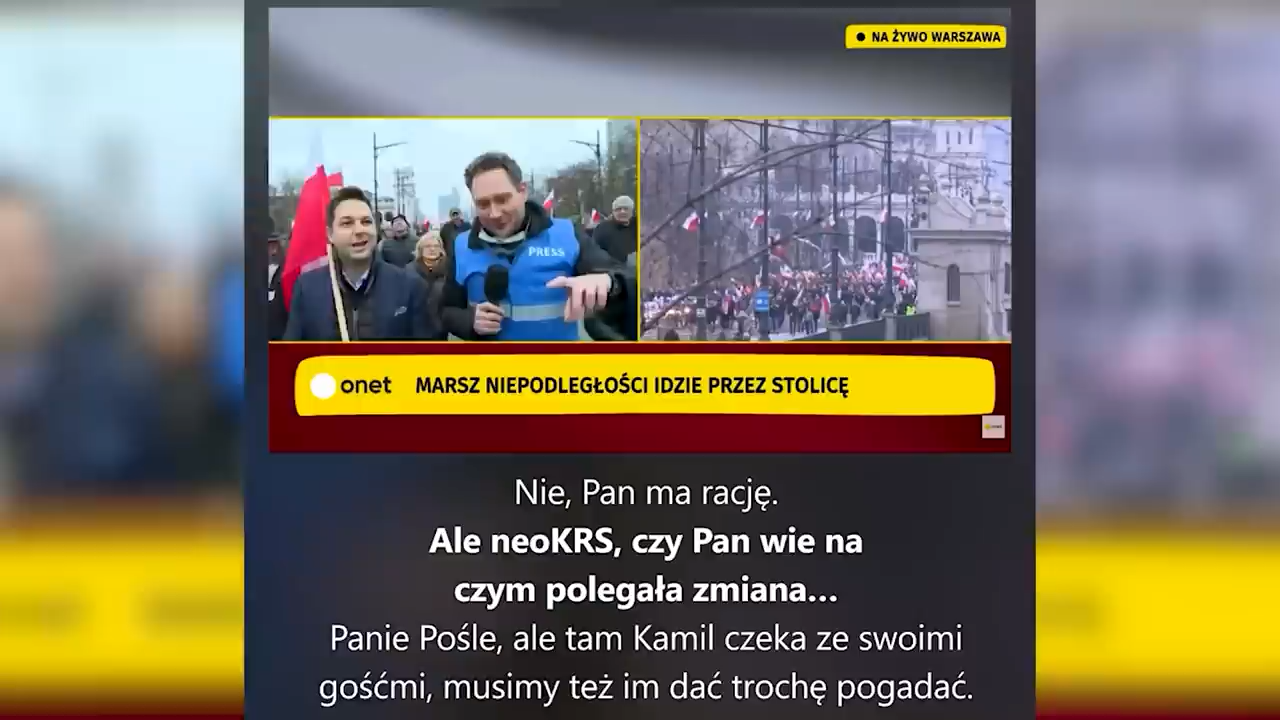 NA ŻYWO WARSZAWA
PRESS
onet MARSZ NIEPODLEGŁOŚCI IDZIE PRZEZ STOLICĘ
Nie, Pan ma rację.
Ale neoKRS, czy Pan wie na
czym polegała zmiana...
Panie Pośle, ale tam Kamil czeka ze swoimi
gośćmi, musimy też im dać trochę pogadać.